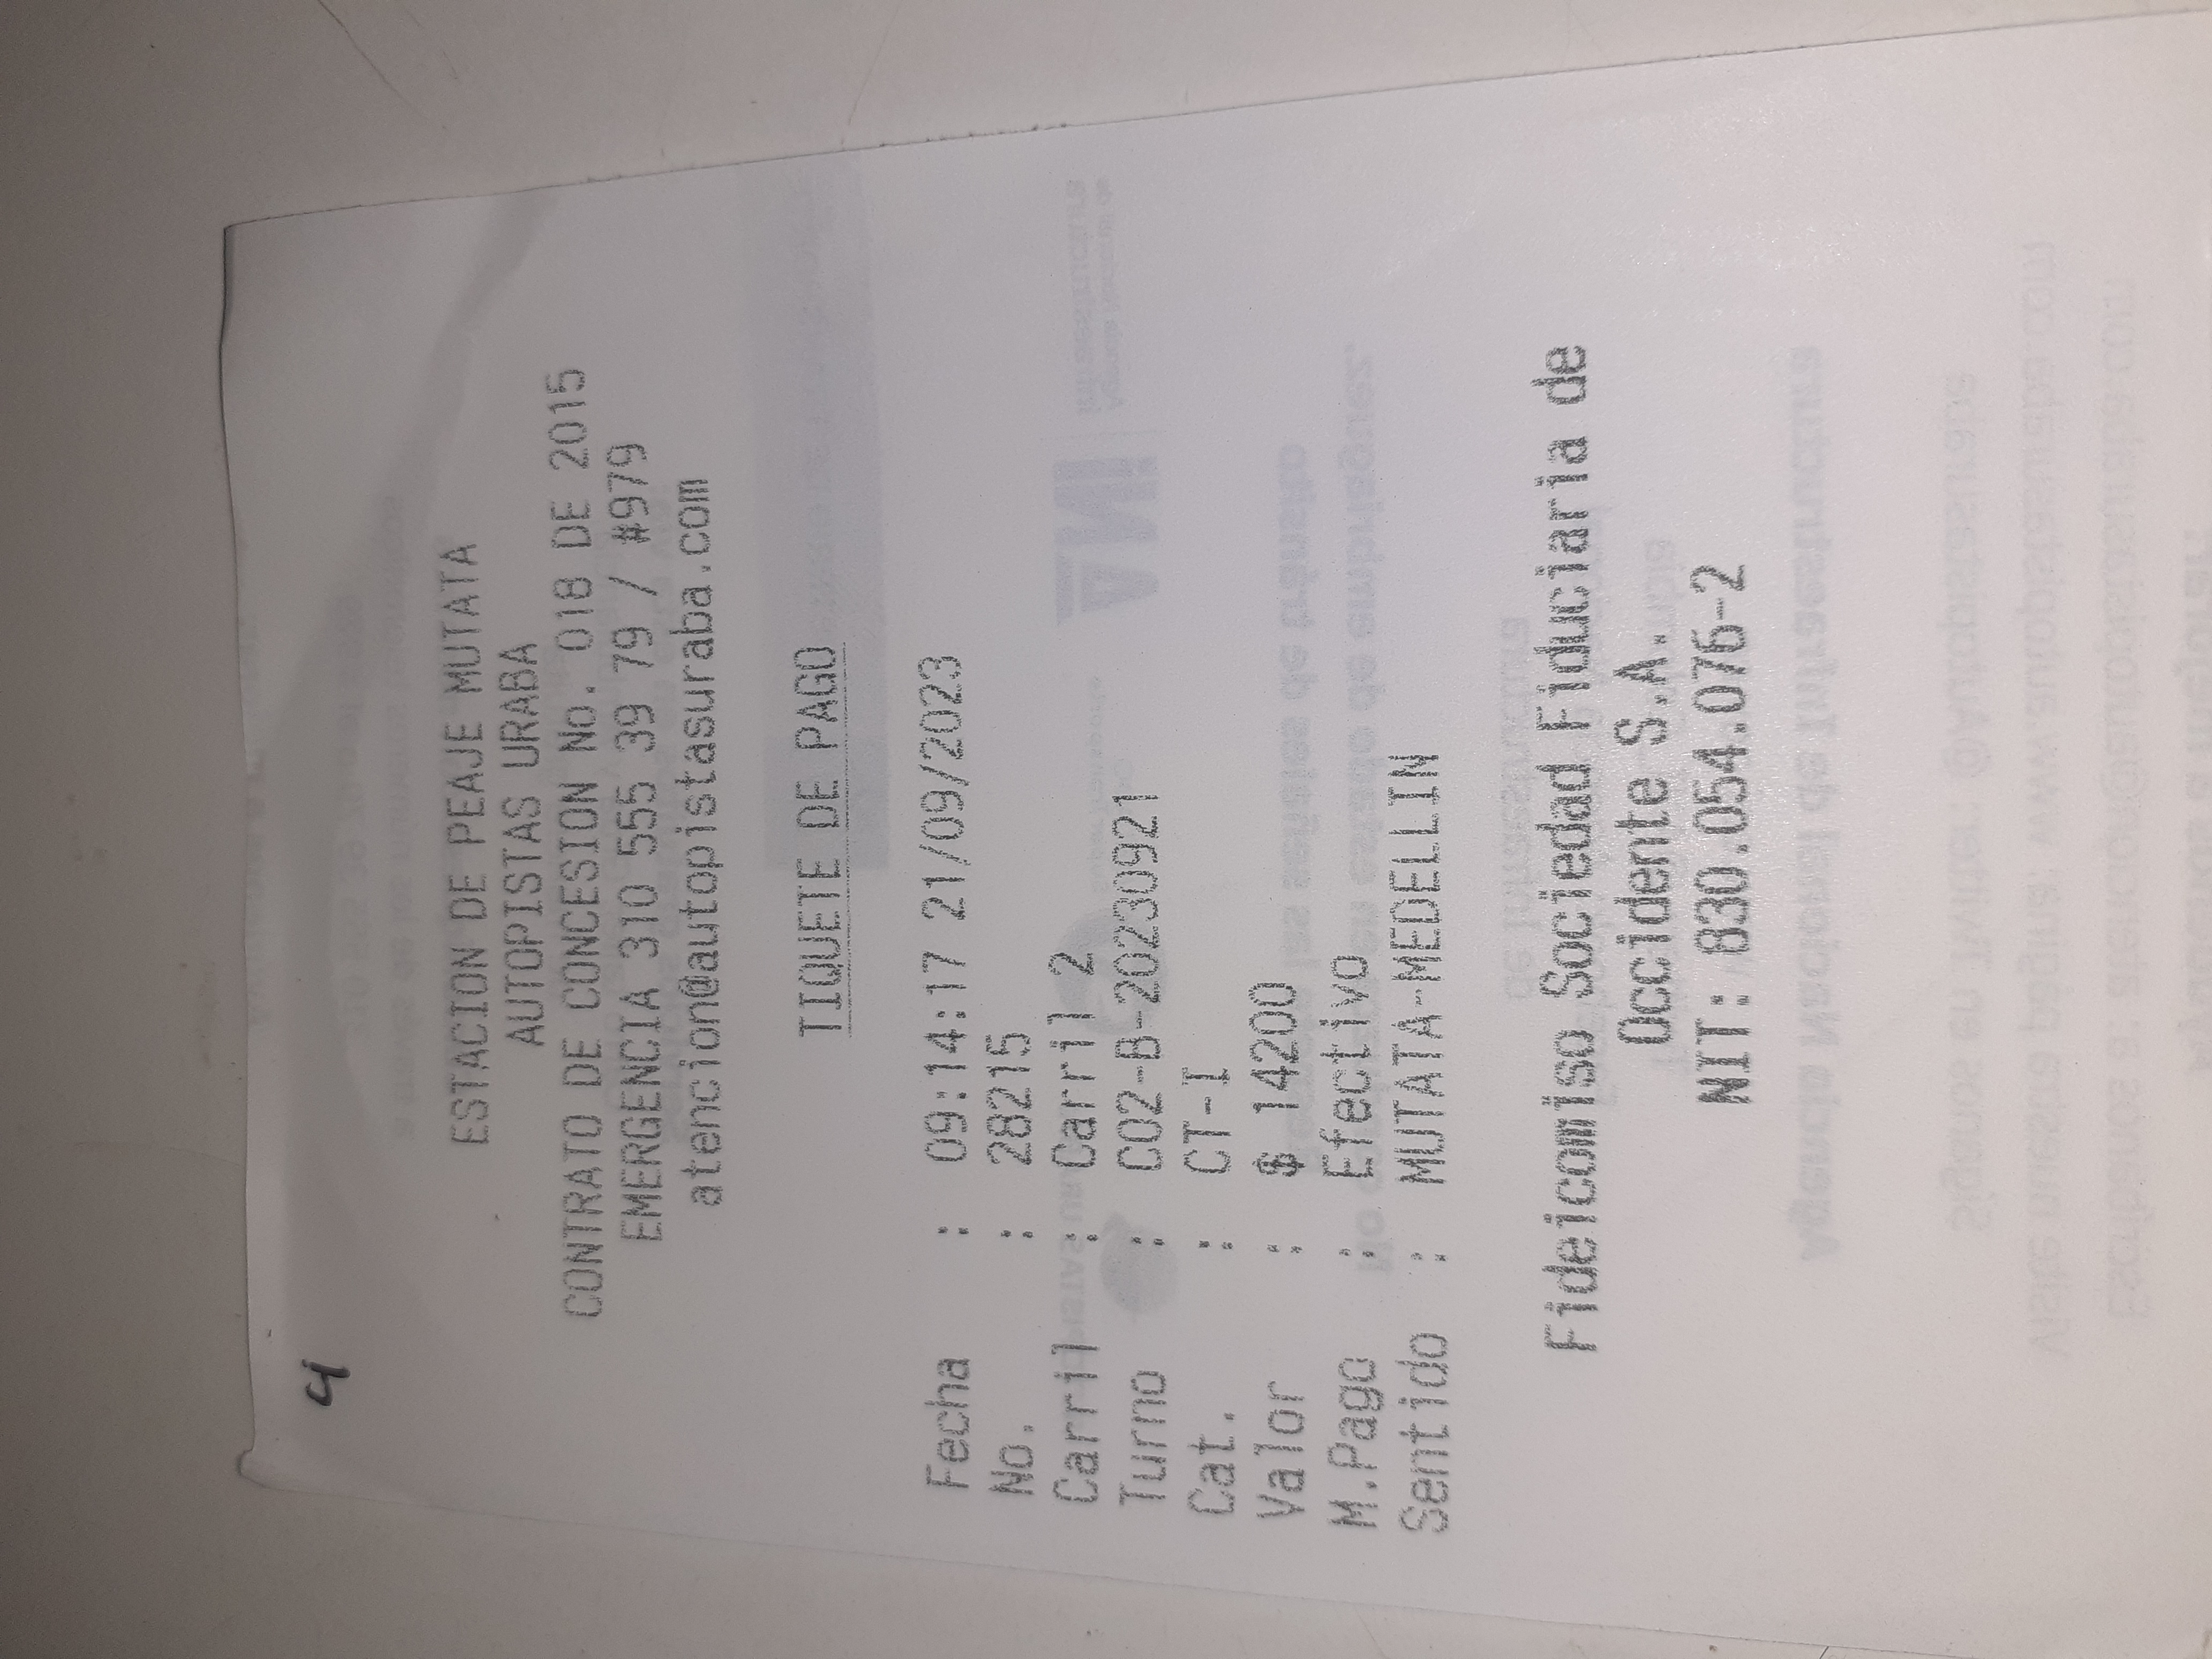 4
ESTACION DE PEAJE MUTATA
AUTOPISTAS URABA
CONTRATO DE CONCESION No. 018 DE 2015
EMERGENCIA 310 555 39 79 / #979
atencion@autopistasuraba.com
TIQUETE DE PAGO
Fecha : 09:14:17 21/09/2023
No. : 28215
Carril : Carril 2
Turno : C02-B-20230921
Cat. : CT-I
Valor : $ 14200
M.Pago : Efectivo
Sentido : MUTATA-MEDELLIN
Fideicomiso Sociedad Fiduciaria de
Occidente S.A.
NIT: 830.054.076-2